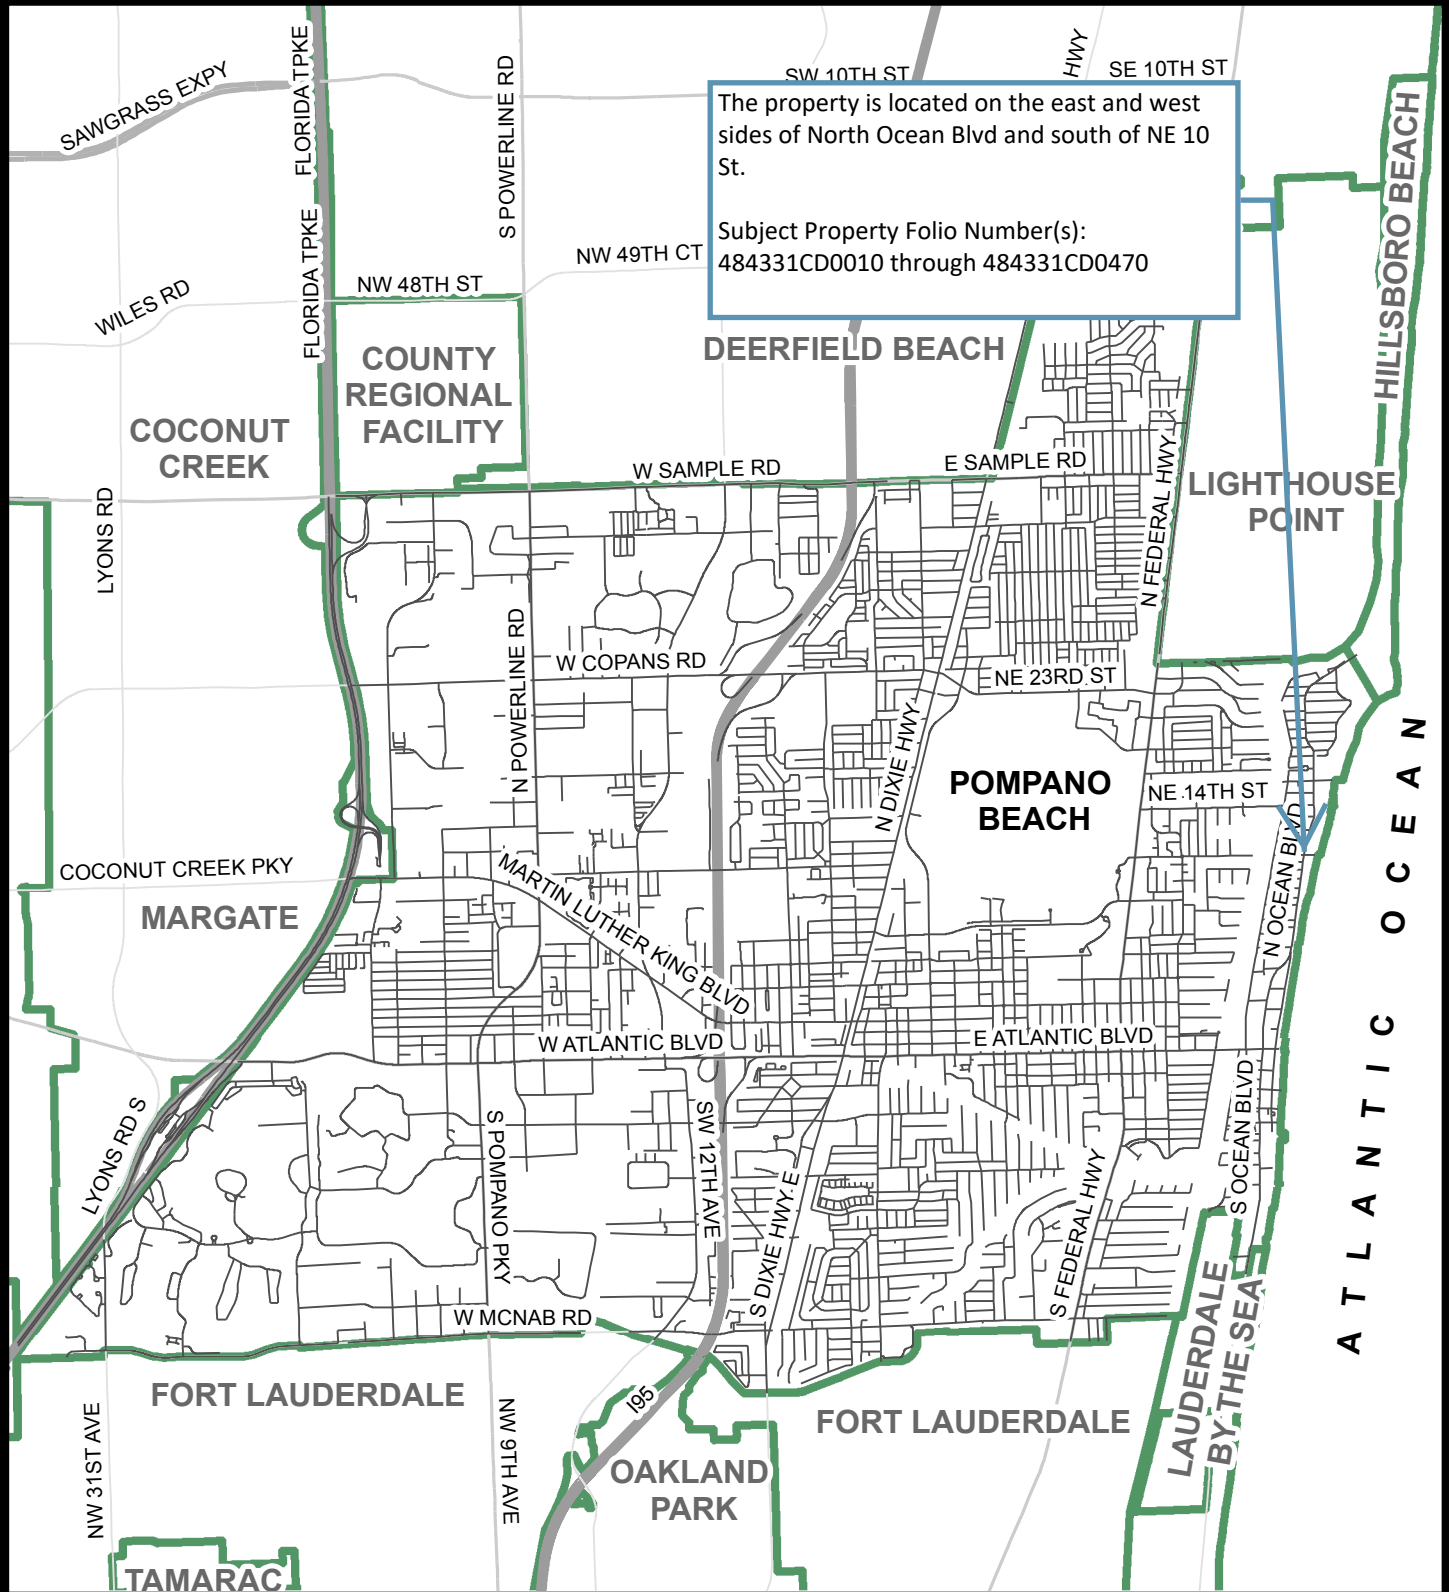 SAWGRASS EXPY
FLORIDA TPKE
S POWERLINE RD
SW 10TH ST
HWY
SE 10TH ST
The property is located on the east and west
sides of North Ocean Blvd and south of NE 10
St.
Subject Property Folio Number(s):
484331CD0010 through 484331CD0470
HILLSBORO BEACH
FLORIDA TPKE
NW 49TH CT
NW 48TH ST
WILES RD
COUNTY
REGIONAL
FACILITY
DEERFIELD BEACH
COCONUT
CREEK
W SAMPLE RD
E SAMPLE RD
LIGHTHOUSE
POINT
LYONS RD
N FEDERAL HWY
W COPANS RD
NE 23RD ST
N POWERLINE RD
N DIXIE HWY
POMPANO
BEACH
NE 14TH ST
COCONUT CREEK PKY
MARGATE
MARTIN LUTHER KING BLVD
N OCEAN BLVD
ATLANTIC OCEAN
W ATLANTIC BLVD
E ATLANTIC BLVD
LYONS RD S
S POMPANO PKY
SW 12TH AVE
S DIXIE HWY E
S FEDERAL HWY
S OCEAN BLVD
W MCNAB RD
LAUDERDALE
BY THE SEA
FORT LAUDERDALE
I95
FORT LAUDERDALE
NW 31ST AVE
NW 9TH AVE
OAKLAND
PARK
TAMARAC